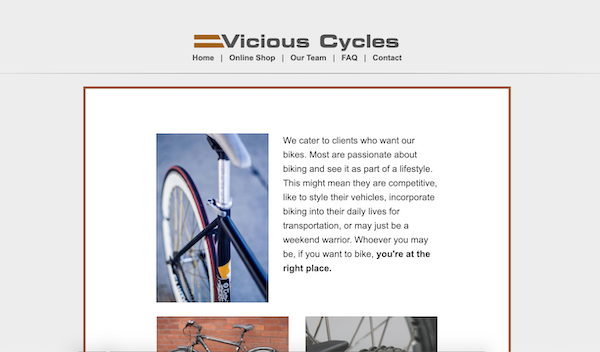 Vicious Cycles
Home | Online Shop | Our Team | FAQ | Contact
We cater to clients who want our
bikes. Most are passionate about
biking and see it as part of a lifestyle.
This might mean they are competitive,
like to style their vehicles, incorporate
biking into their daily lives for
transportation, or may just be a
weekend warrior. Whoever you may
be, if you want to bike, you're at the
right place.